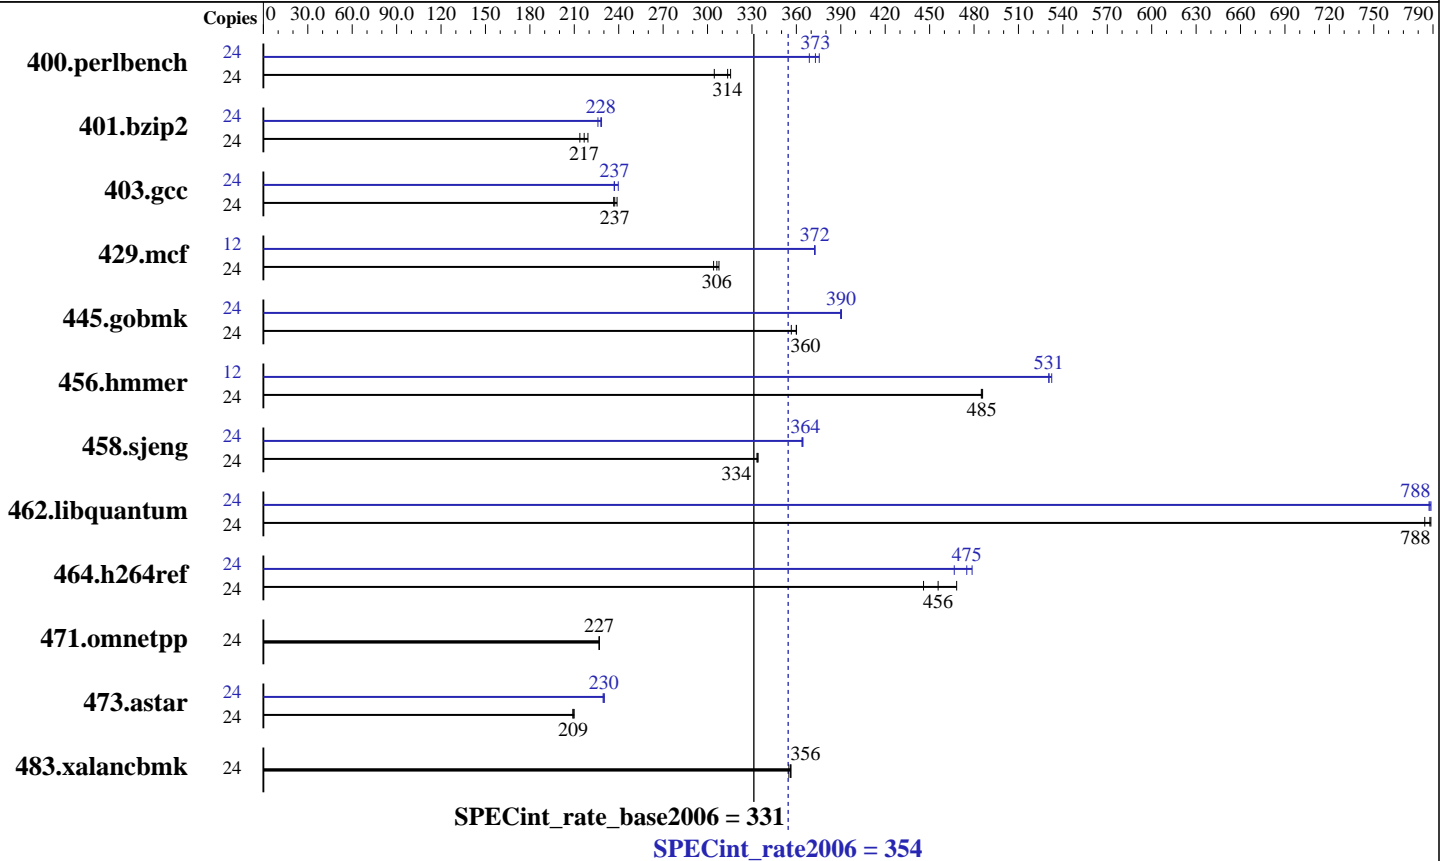 Copies 0 30.0 60.0 90.0 120 150 180 210 240 270 300 330 360 390 420 450 480 510 540 570 600 630 660 690 720 750 790
400.perlbench 24 373
24 314
401.bzip2 24 228
24 217
403.gcc 24 237
24 237
429.mcf 12 372
24 306
445.gobmk 24 390
24 360
456.hmmer 12 531
24 485
458.sjeng 24 364
24 334
462.libquantum 24 788
24 788
464.h264ref 24 475
24 456
471.omnetpp 24 227
473.astar 24 230
24 209
483.xalancbmk 24 356
SPECint_rate_base2006 = 331
SPECint_rate2006 = 354